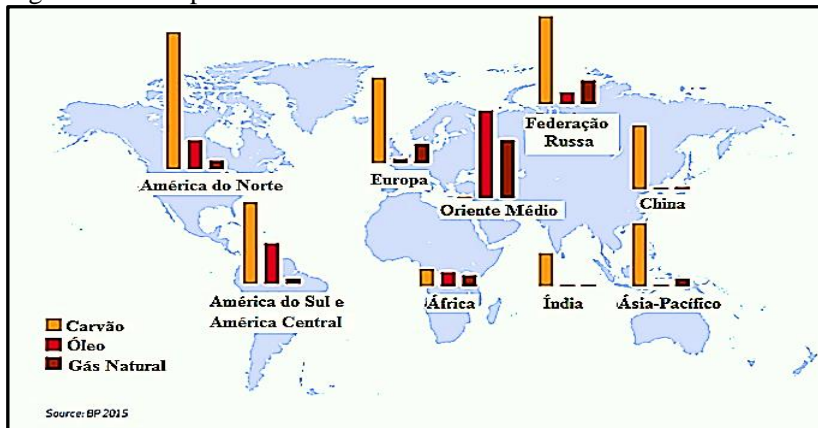 América do Norte
Europa
Federação
Russa
Oriente Médio
China
América do Sul e
América Central
África
Índia
Ásia-Pacífico
Carvão
Óleo
Gás Natural
Source: BP 2015